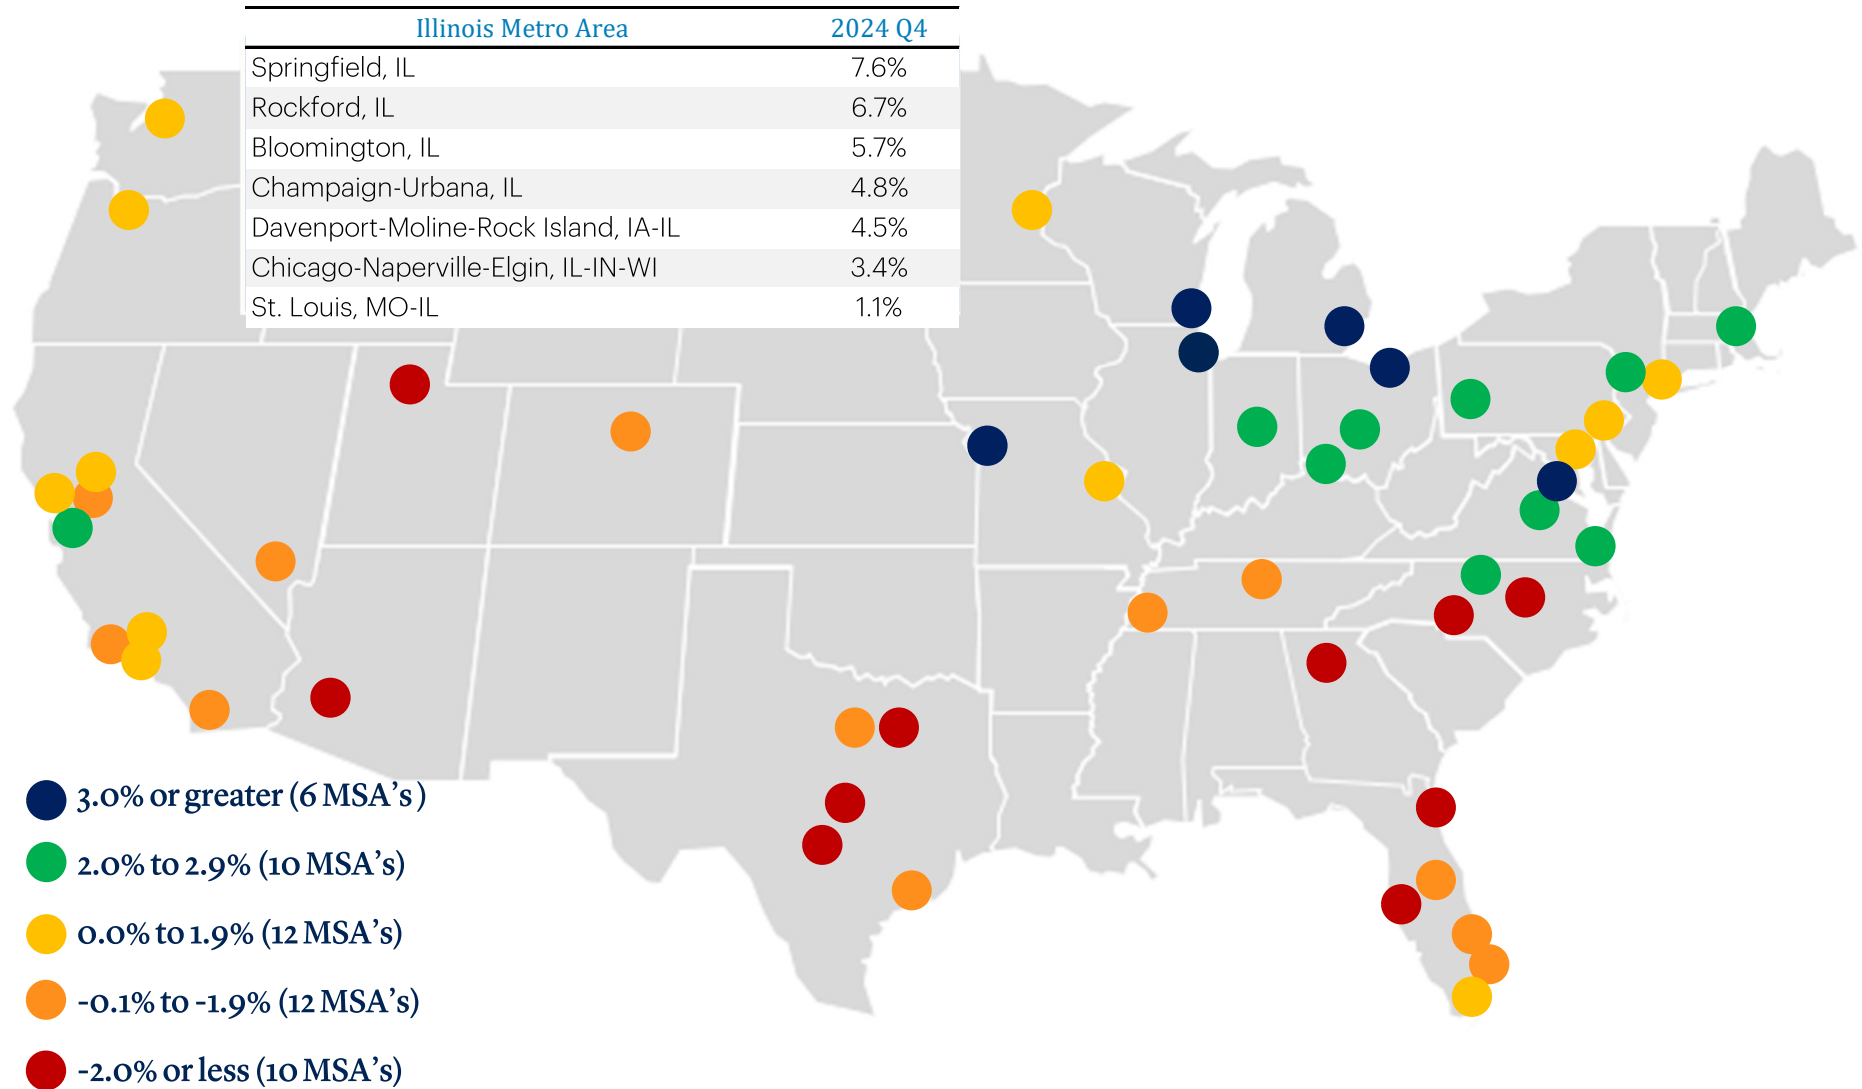 Illinois Metro Area 2024 Q4
Springfield, IL 7.6%
Rockford, IL 6.7%
Bloomington, IL 5.7%
Champaign-Urbana, IL 4.8%
Davenport-Moline-Rock Island, IA-IL 4.5%
Chicago-Naperville-Elgin, IL-IN-WI 3.4%
St. Louis, MO-IL 1.1%
3.0% or greater (6 MSA's)
2.0% to 2.9% (10 MSA's)
0.0% to 1.9% (12 MSA's)
-0.1% to -1.9% (12 MSA's)
-2.0% or less (10 MSA's)